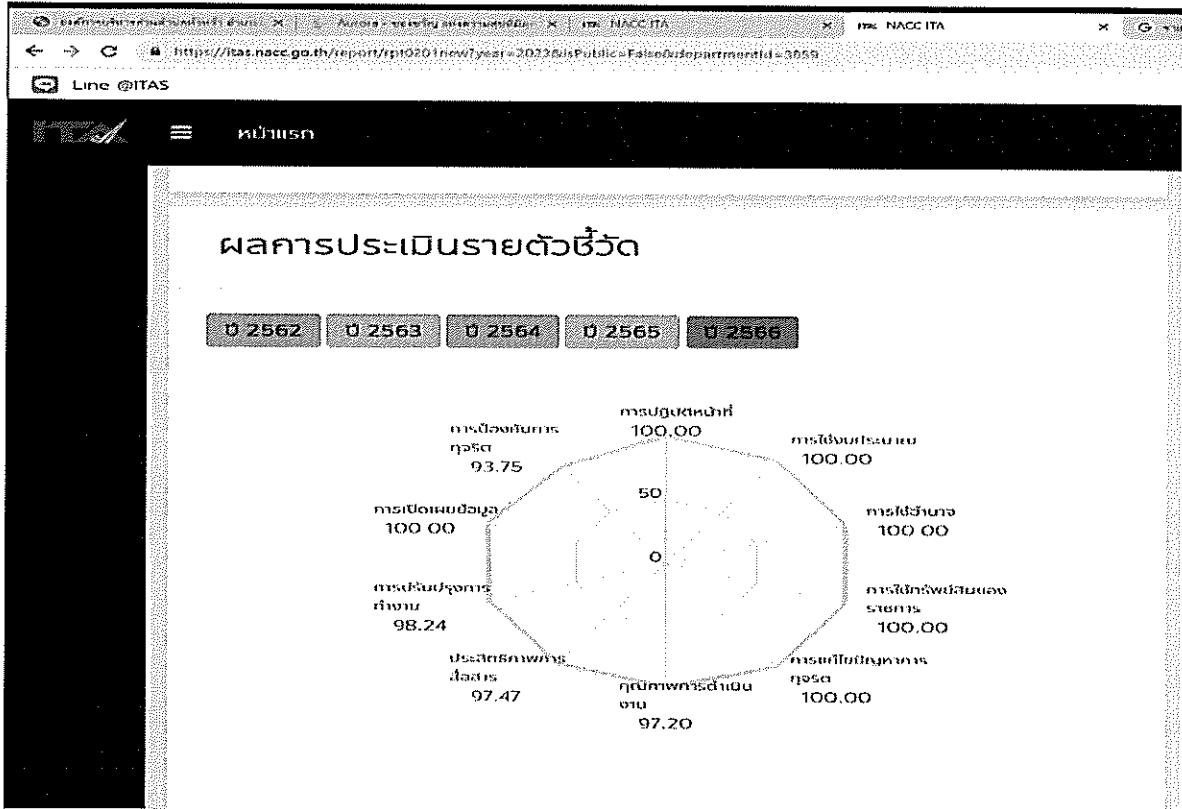 NACC ITA
NACC ITA
https://itas.nacc.go.th/report/rpt0201new?year=2023&isPublic=False&departmentId=3059
Line @ITAS
ITA
หน้าแรก
ผลการประเมินรายตัวชี้วัด
ปี 2562
ปี 2563
ปี 2564
ปี 2565
ปี 2566
การปฏิบัติหน้าที่
100.00
การใช้งบประมาณ
100.00
การใช้อำนาจ
100.00
การใช้ทรัพย์สินของ
ราชการ
100.00
การแก้ไขปัญหาการ
ทุจริต
100.00
คุณภาพการดำเนิน
งาน
97.20
ประสิทธิภาพการ
สื่อสาร
97.47
การปรับปรุงการ
ทำงาน
98.24
การเปิดเผยข้อมูล
100.00
การป้องกันการ
ทุจริต
93.75
50
0